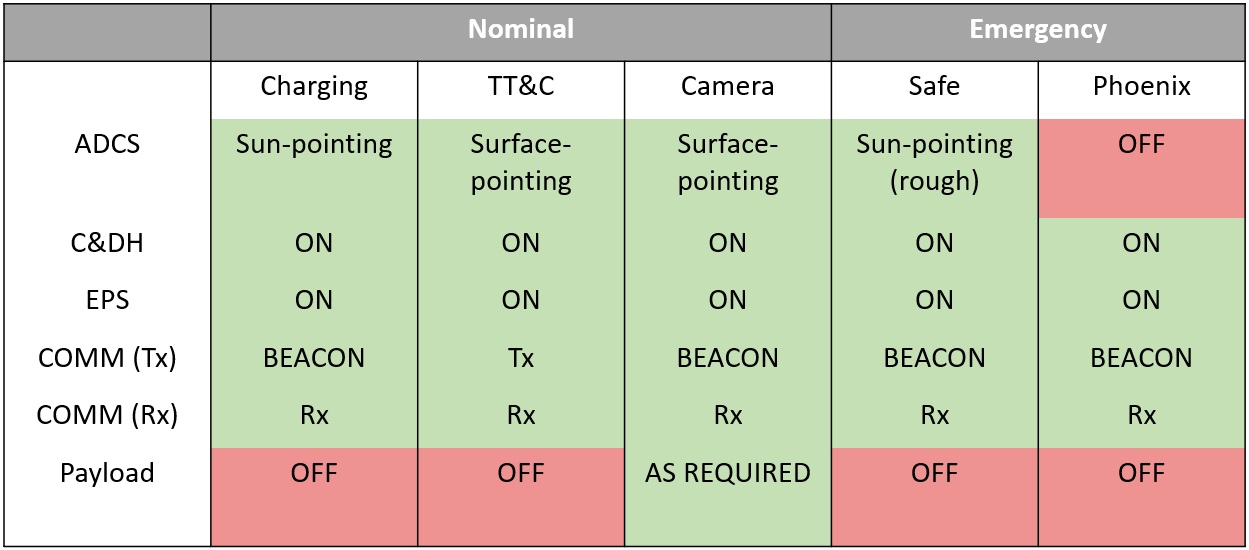 Nominal Emergency
Charging TT&C Camera Safe Phoenix
ADCS Sun-pointing Surface- Surface- Sun-pointing OFF
pointing pointing (rough)
C&DH ON ON ON ON ON
EPS ON ON ON ON ON
COMM (Tx) BEACON Tx BEACON BEACON BEACON
COMM (Rx) Rx Rx Rx Rx Rx
Payload OFF OFF AS REQUIRED OFF OFF